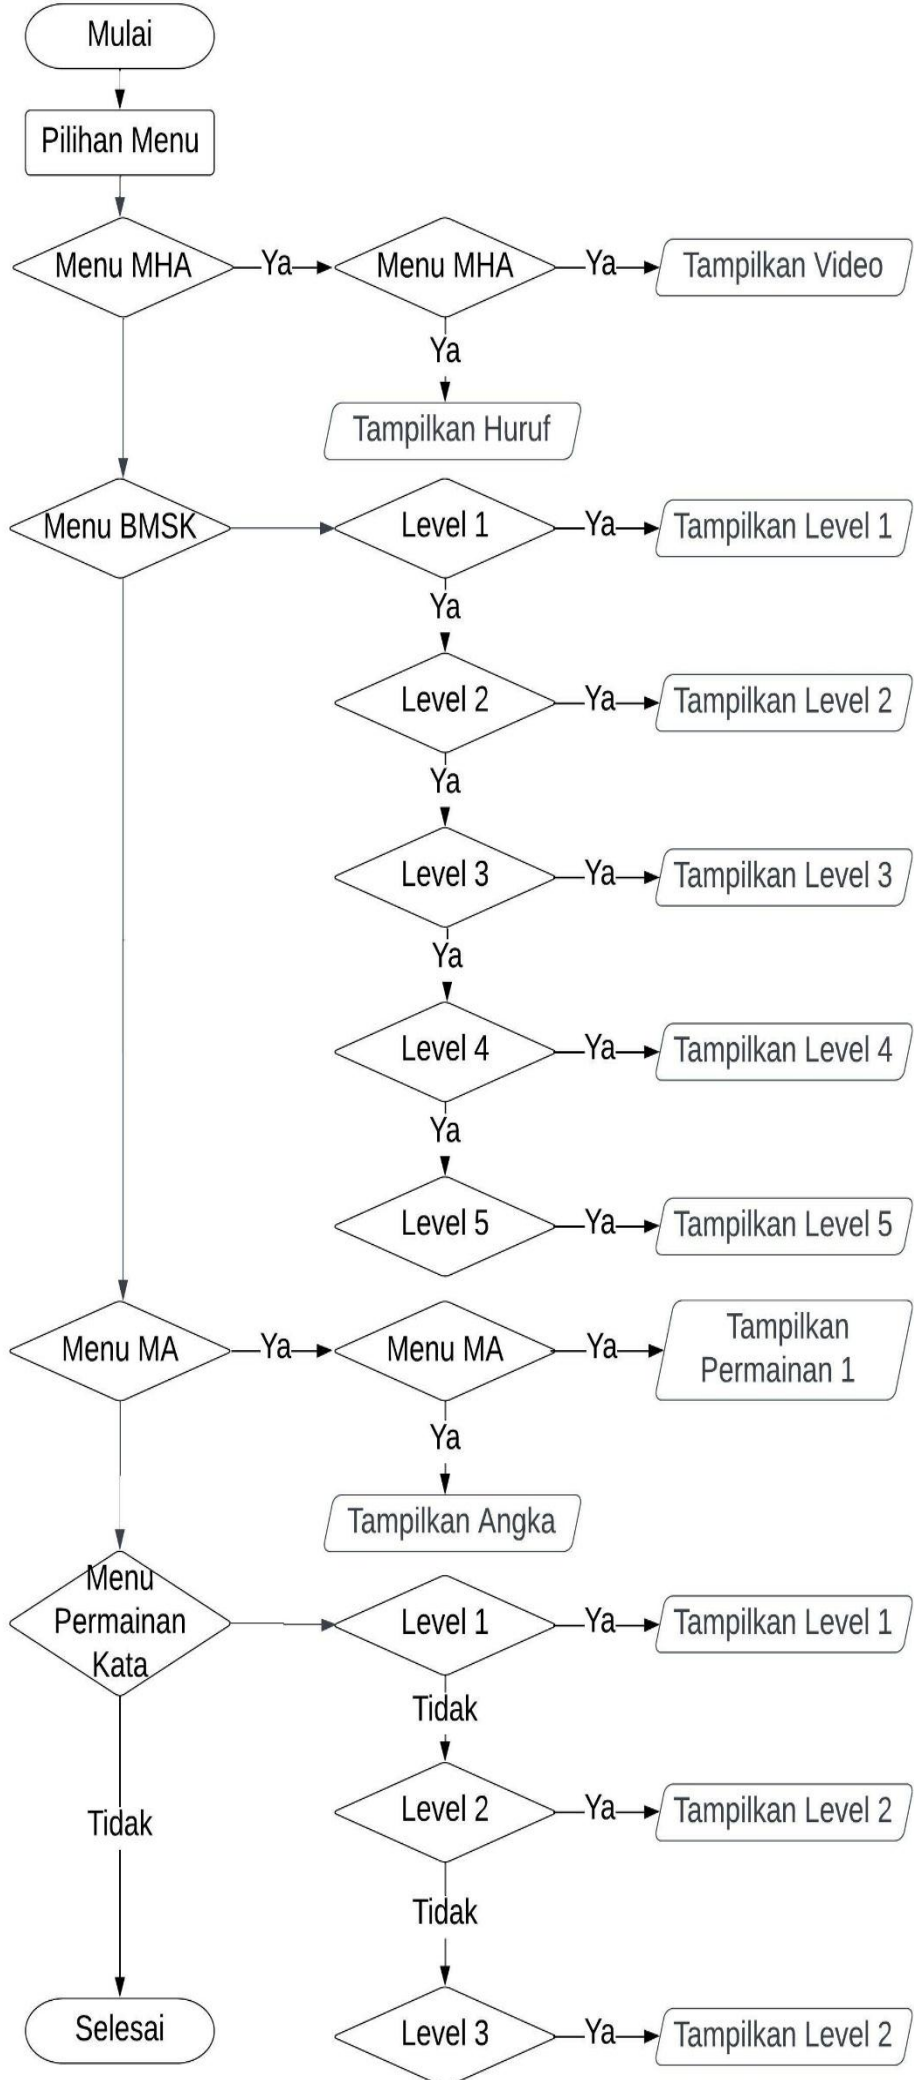 Mulai
Pilihan Menu
Menu MHA
Ya
Menu MHA
Ya
Tampilkan Video
Ya
Tampilkan Huruf
Menu BMSK
Level 1
Ya
Tampilkan Level 1
Ya
Level 2
Ya
Tampilkan Level 2
Ya
Level 3
Ya
Tampilkan Level 3
Ya
Level 4
Ya
Tampilkan Level 4
Ya
Level 5
Ya
Tampilkan Level 5
Menu MA
Ya
Menu MA
Ya
Tampilkan
Permainan 1
Ya
Tampilkan Angka
Menu
Permainan
Kata
Level 1
Ya
Tampilkan Level 1
Tidak
Level 2
Ya
Tampilkan Level 2
Tidak
Tidak
Selesai
Level 3
Ya
Tampilkan Level 2